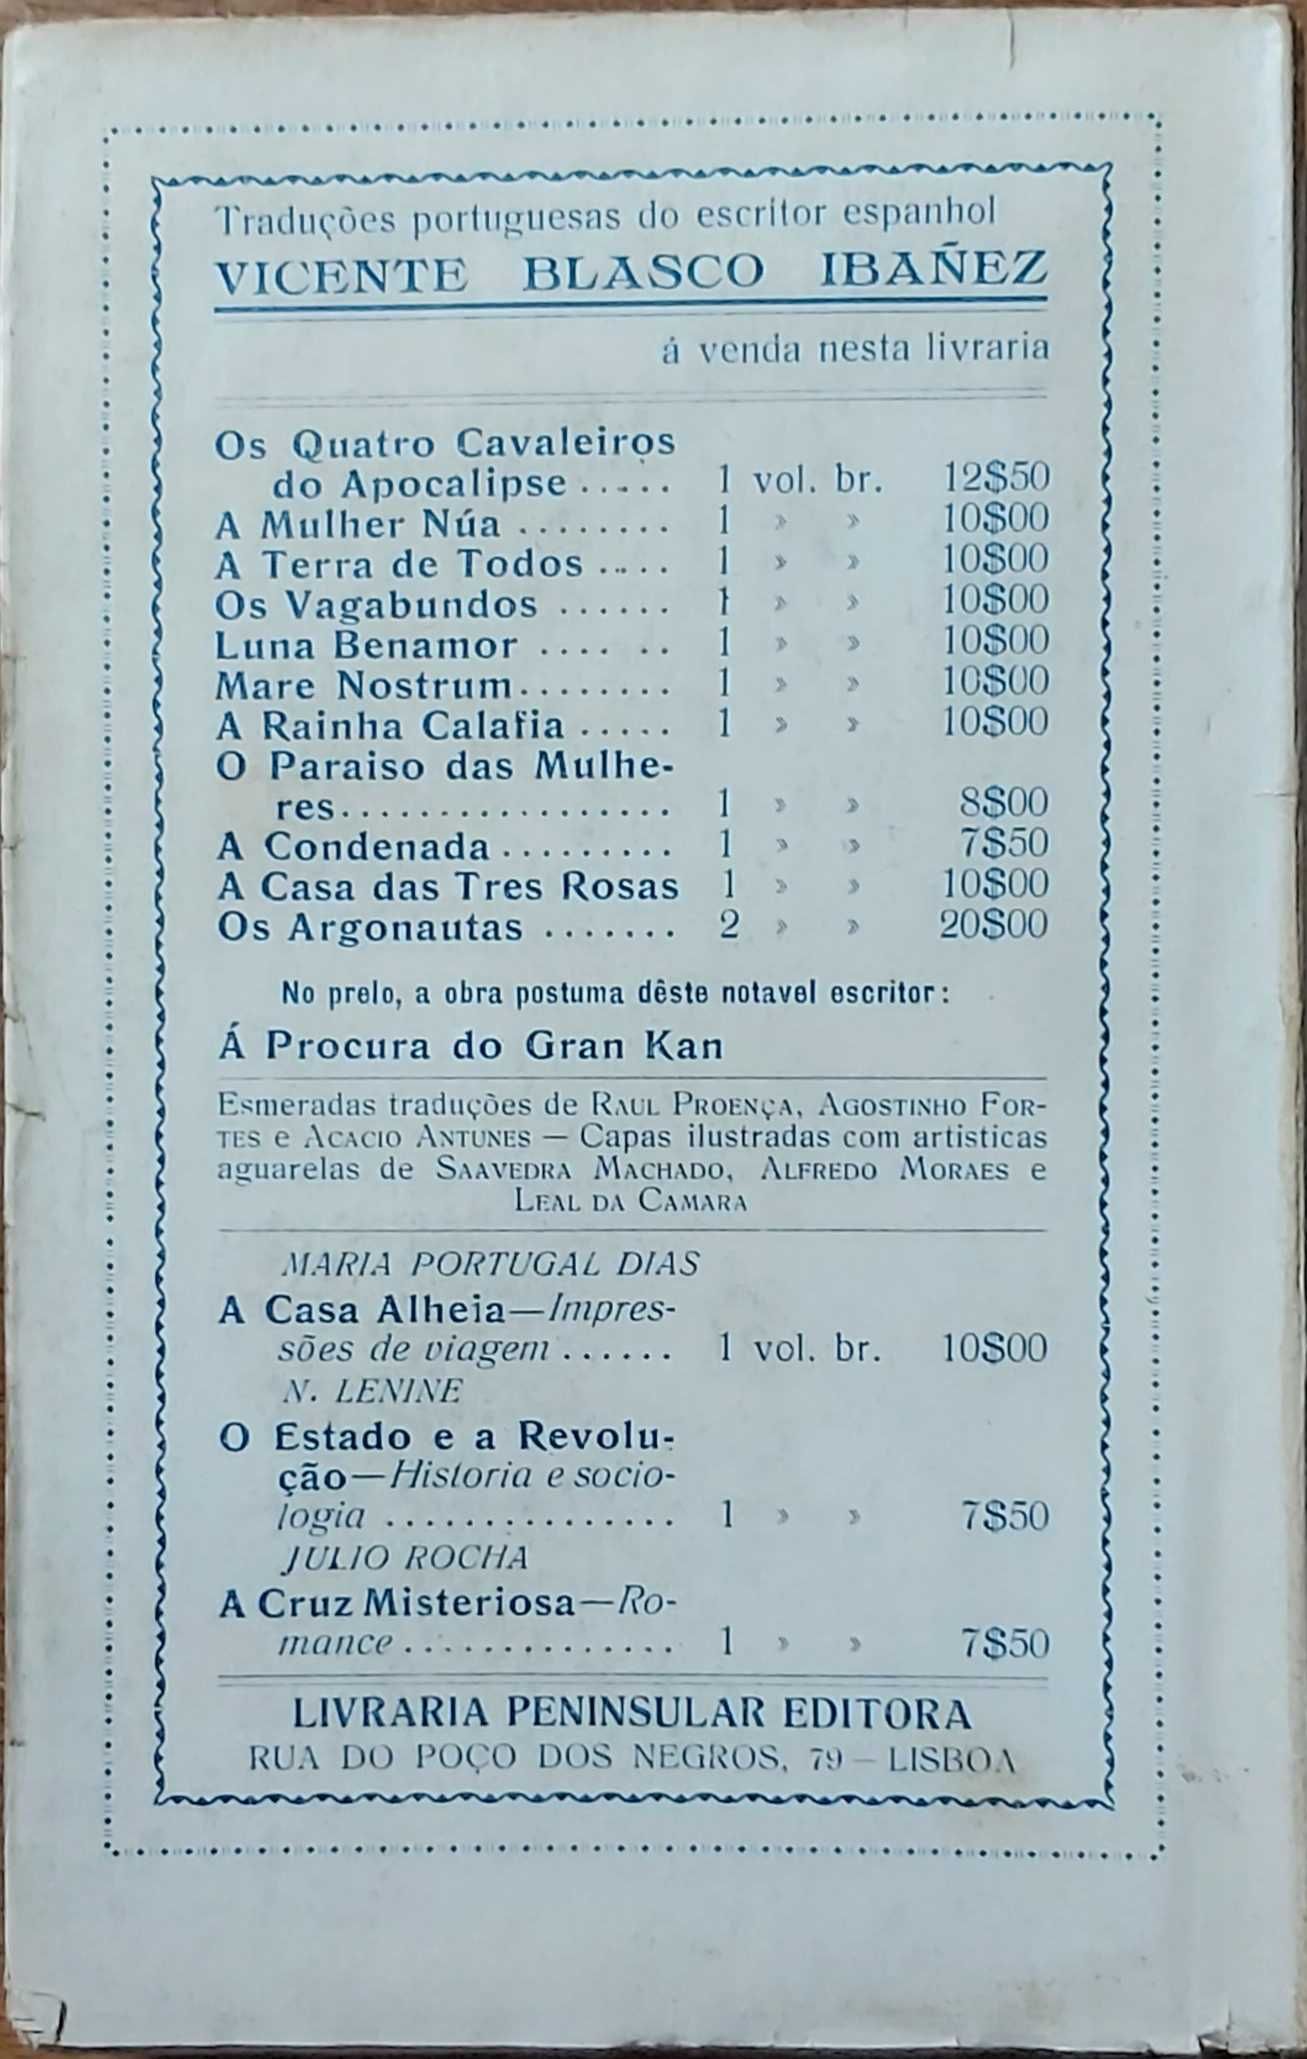 Traduções portuguesas do escritor espanhol
VICENTE BLASCO IBAÑEZ
á venda nesta livraria
Os Quatro Cavaleiros
do Apocalipse ..... 1 vol. br. 12$50
A Mulher Núa ........ 1 » » 10$00
A Terra de Todos ..... 1 » » 10$00
Os Vagabundos ...... 1 » » 10$00
Luna Benamor .... .. 1 » » 10$00
Mare Nostrum........ 1 » » 10$00
A Rainha Calafia ..... 1 » » 10$00
O Paraiso das Mulhe-
res................. 1 » » 8$00
A Condenada ......... 1 » » 7$50
A Casa das Tres Rosas 1 » » 10$00
Os Argonautas ....... 2 » » 20$00
No prelo, a obra postuma dêste notavel escritor:
Á Procura do Gran Kan
Esmeradas traduções de RAUL PROENÇA, AGOSTINHO FOR-
TES e ACACIO ANTUNES — Capas ilustradas com artisticas
aguarelas de SAAVEDRA MACHADO, ALFREDO MORAES e
LEAL DA CAMARA
MARIA PORTUGAL DIAS
A Casa Alheia—Impres-
sões de viagem ...... 1 vol. br. 10$00
N. LENINE
O Estado e a Revolu-
ção—Historia e socio-
logia ............... 1 » » 7$50
JULIO ROCHA
A Cruz Misteriosa—Ro-
mance .............. 1 » » 7$50
LIVRARIA PENINSULAR EDITORA
RUA DO POÇO DOS NEGROS, 79 — LISBOA